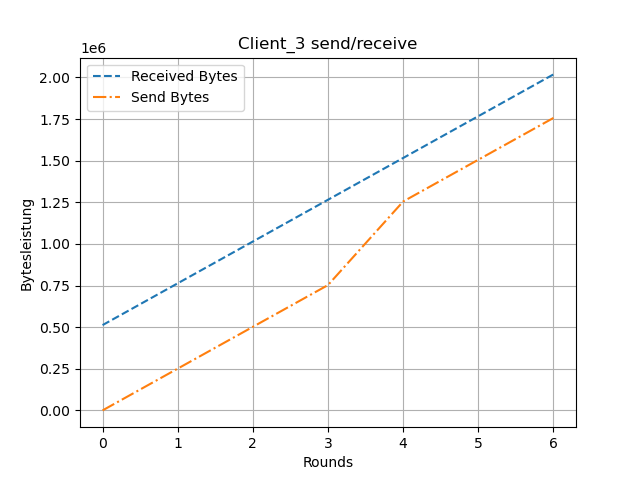 Client_3 send/receive
1e6
Received Bytes
Send Bytes
2.00
1.75
1.50
1.25
1.00
0.75
0.50
0.25
0.00
Bytesleistung
0 1 2 3 4 5 6
Rounds